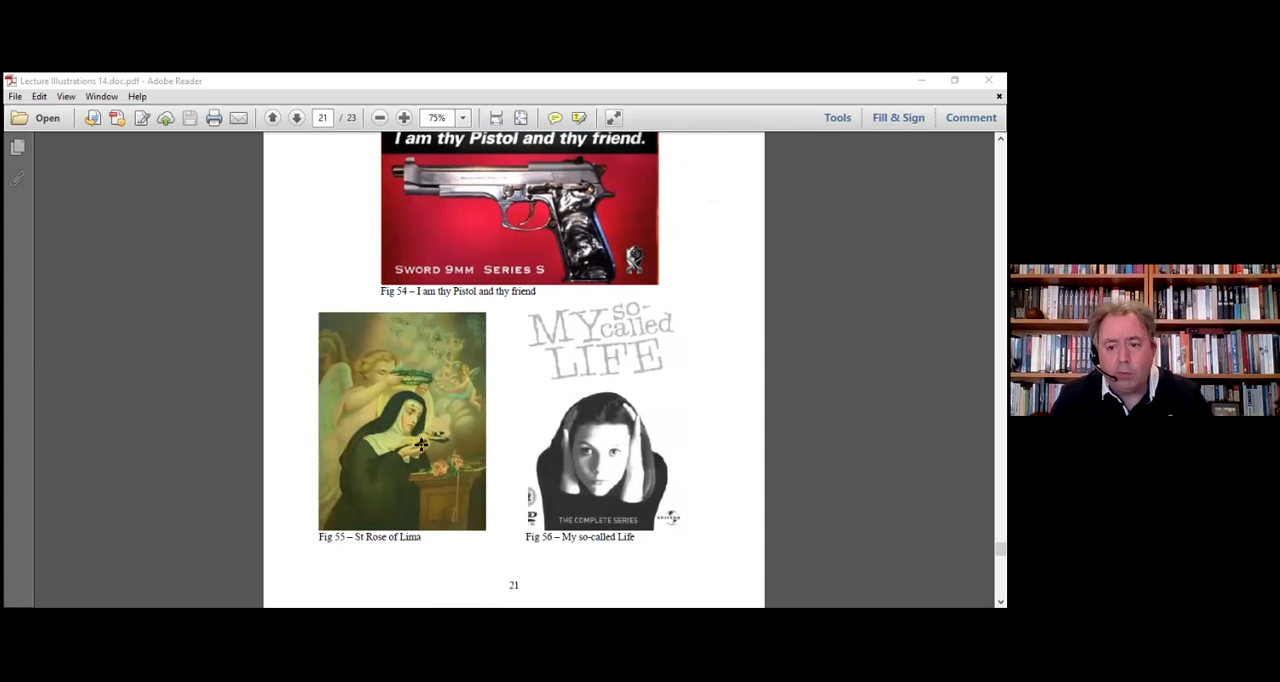 Lecture Illustrations 14.doc.pdf - Adobe Reader
File Edit View Window Help
Open 21 / 23 75% Tools Fill & Sign Comment
I am thy Pistol and thy friend.
SWORD 9MM SERIES S
Fig 54 – I am thy Pistol and thy friend
MY so-called LIFE
THE COMPLETE SERIES
Fig 55 – St Rose of Lima
Fig 56 – My so-called Life
21